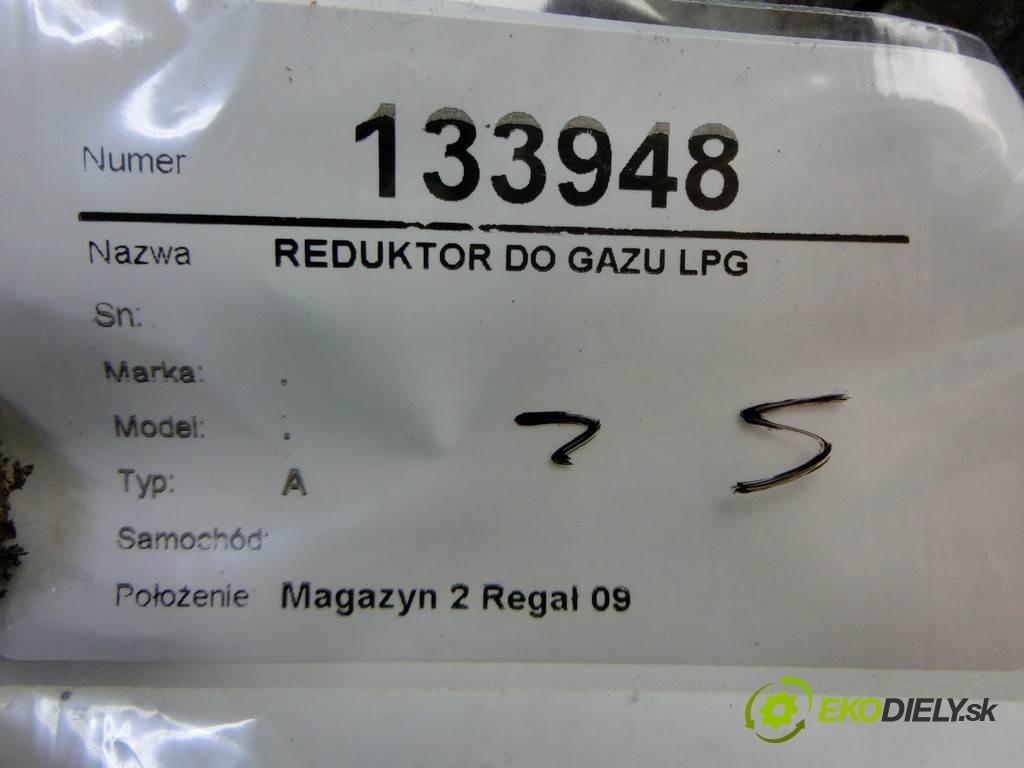 Numer 133948
Nazwa REDUKTOR DO GAZU LPG
Sn:
Marka: .
Model: .
Typ: A
Samochód:
Położenie: Magazyn 2 Regał 09
EKODIELY.sk